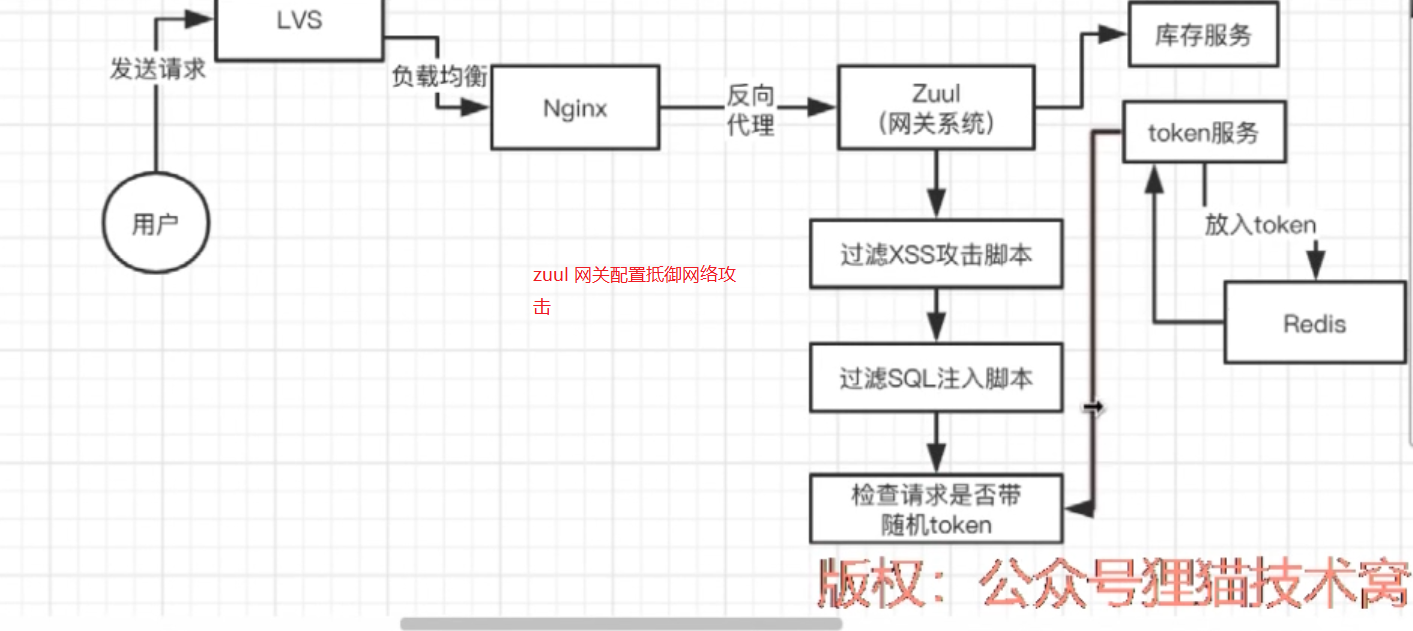 LVS
发送请求
负载均衡
Nginx
反向
代理
Zuul
（网关系统）
库存服务
token服务
用户
放入token
过滤XSS攻击脚本
zuul 网关配置抵御网络攻
击
Redis
过滤SQL注入脚本
检查请求是否带
随机token
版权：公众号狸猫技术窝